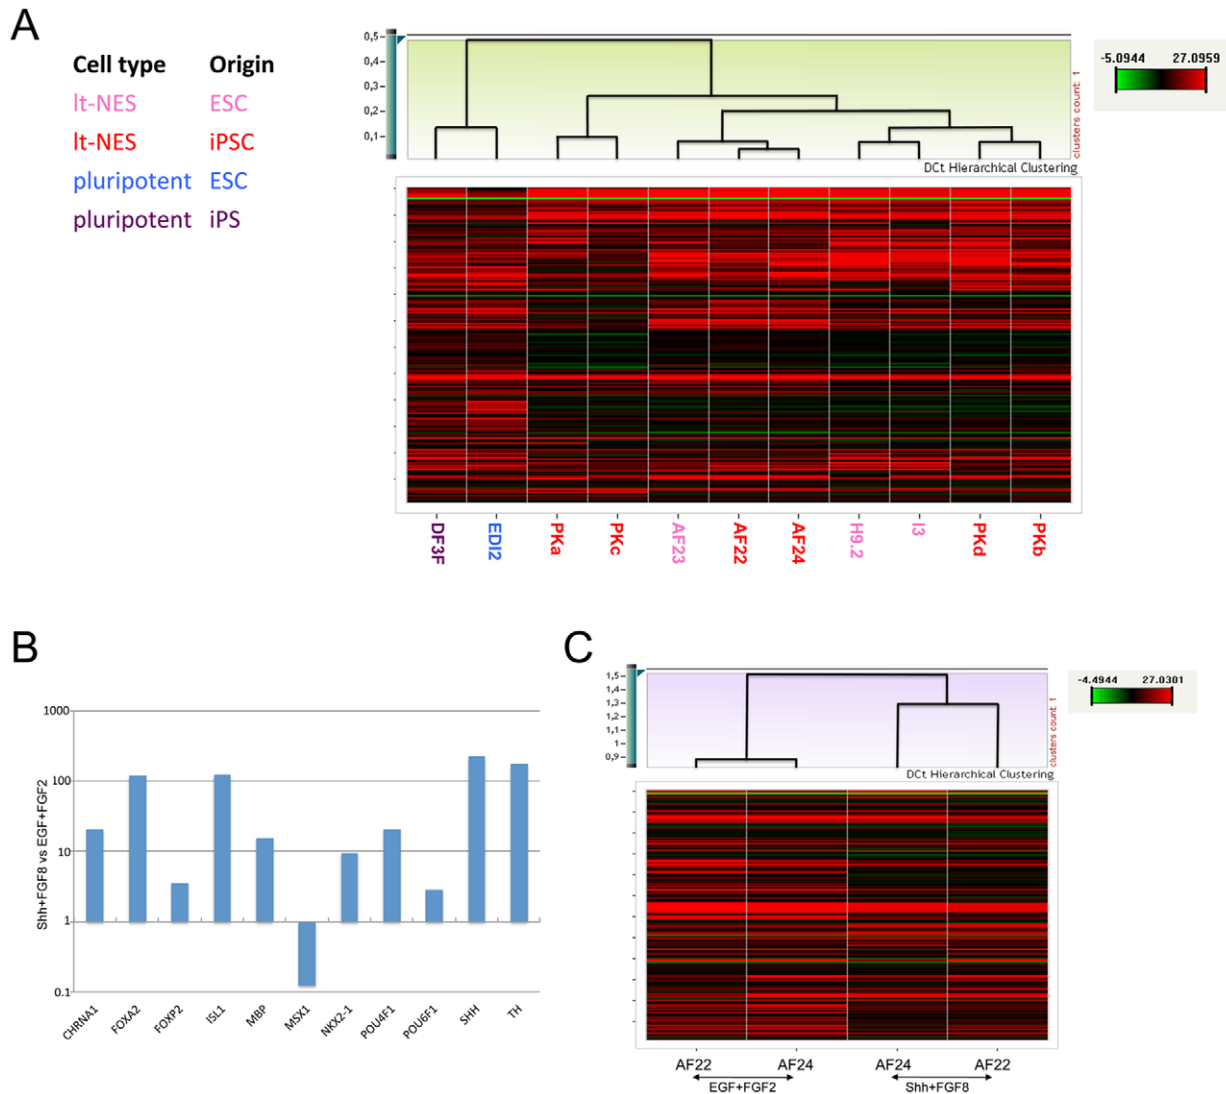 A
Cell type Origin
lt-NES ESC
lt-NES iPSC
pluripotent ESC
pluripotent iPS
0,5
0,4
0,3
0,2
0,1
clusters count: 1
-5.0944 27.0959
DCt Hierarchical Clustering
DF3F EDI2 PKa PKc AF23 AF22 AF24 H9.2 I3 PKd PKb
B
Shh+FGF8 vs EGF+FGF2
1000
100
10
1
0.1
CHRNA1 FOXA2 FOXP2 ISL1 MBP MSX1 NKX2-1 POU4F1 POU6F1 SHH TH
C
1,5
1,4
1,3
1,2
1,1
1
0,9
clusters count: 1
-4.4944 27.0301
DCt Hierarchical Clustering
AF22 AF24 AF24 AF22
EGF+FGF2 Shh+FGF8